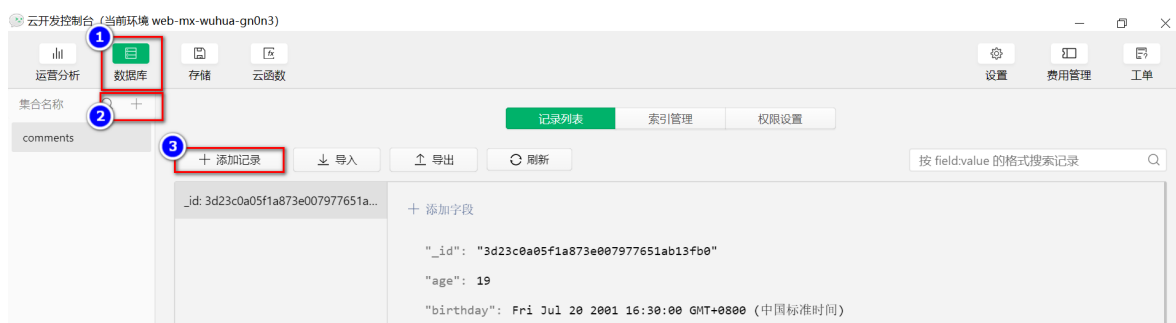 云开发控制台（当前环境 web-mx-wuhua-gn0n3）
1
运营分析 数据库 存储 云函数 设置 费用管理 工单
集合名称
2
记录列表 索引管理 权限设置
comments
3
添加记录 导入 导出 刷新 按 field:value 的格式搜索记录
_id: 3d23c0a05f1a873e007977651a...
添加字段
"_id": "3d23c0a05f1a873e007977651ab13fb0"
"age": 19
"birthday": Fri Jul 20 2001 16:30:00 GMT+0800 (中国标准时间)